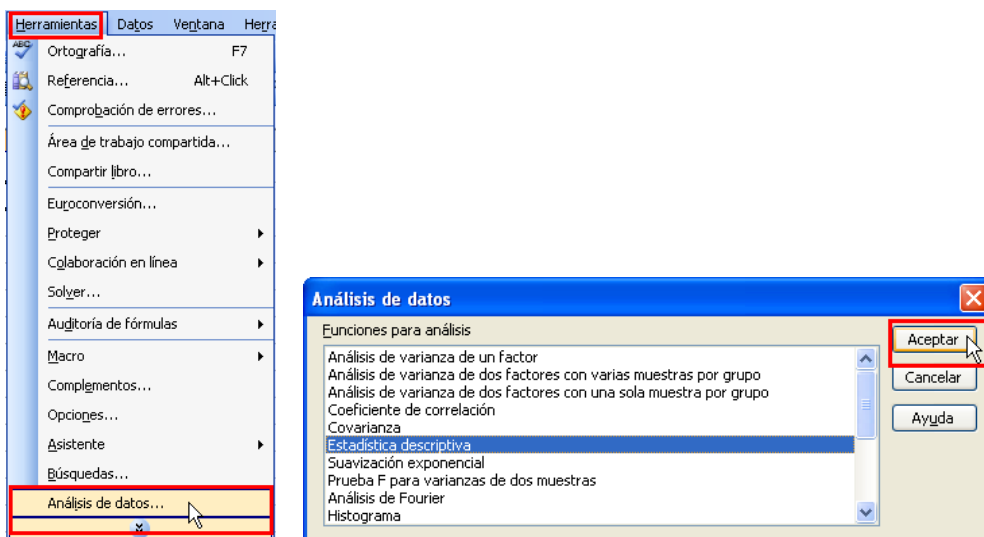 Herramientas Datos Ventana
Ortografía... F7
Referencia... Alt+Click
Comprobación de errores...
Área de trabajo compartida...
Compartir libro...
Euroconversión...
Proteger
Colaboración en línea
Solver...
Auditoría de fórmulas
Macro
Complementos...
Opciones...
Asistente
Búsquedas...
Análisis de datos...
Análisis de datos
Funciones para análisis
Análisis de varianza de un factor
Análisis de varianza de dos factores con varias muestras por grupo
Análisis de varianza de dos factores con una sola muestra por grupo
Coeficiente de correlación
Covarianza
Estadística descriptiva
Suavización exponencial
Prueba F para varianzas de dos muestras
Análisis de Fourier
Histograma
Aceptar
Cancelar
Ayuda